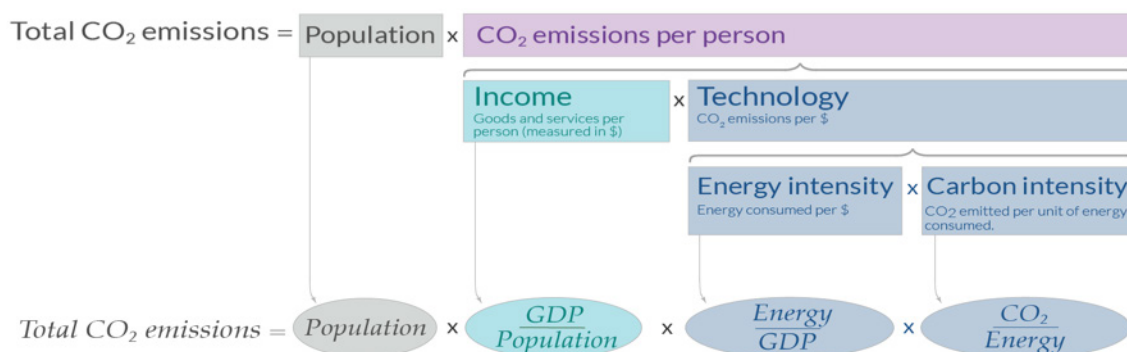 Total CO₂ emissions = Population x CO₂ emissions per person
Income x Technology
Goods and services per person (measured in $)
CO₂ emissions per $
Energy intensity x Carbon intensity
Energy consumed per $
CO2 emitted per unit of energy consumed.
Total CO₂ emissions = Population x GDP/Population x Energy/GDP x CO₂/Energy